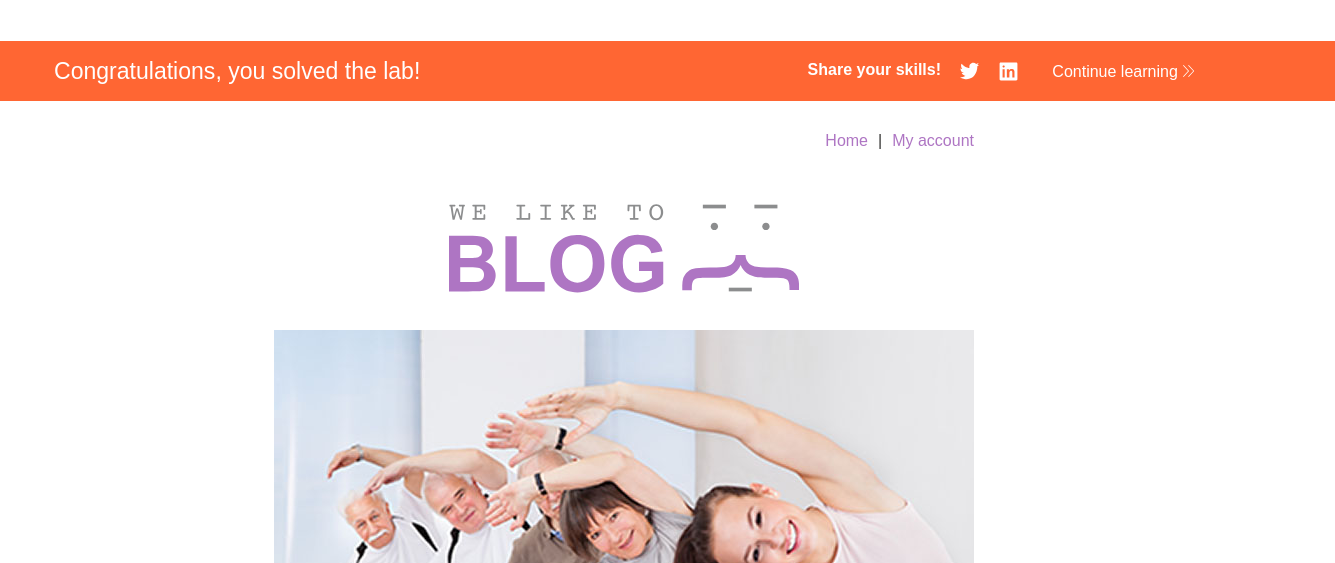 Congratulations, you solved the lab!
Share your skills!
Continue learning
Home | My account
WE LIKE TO
BLOG